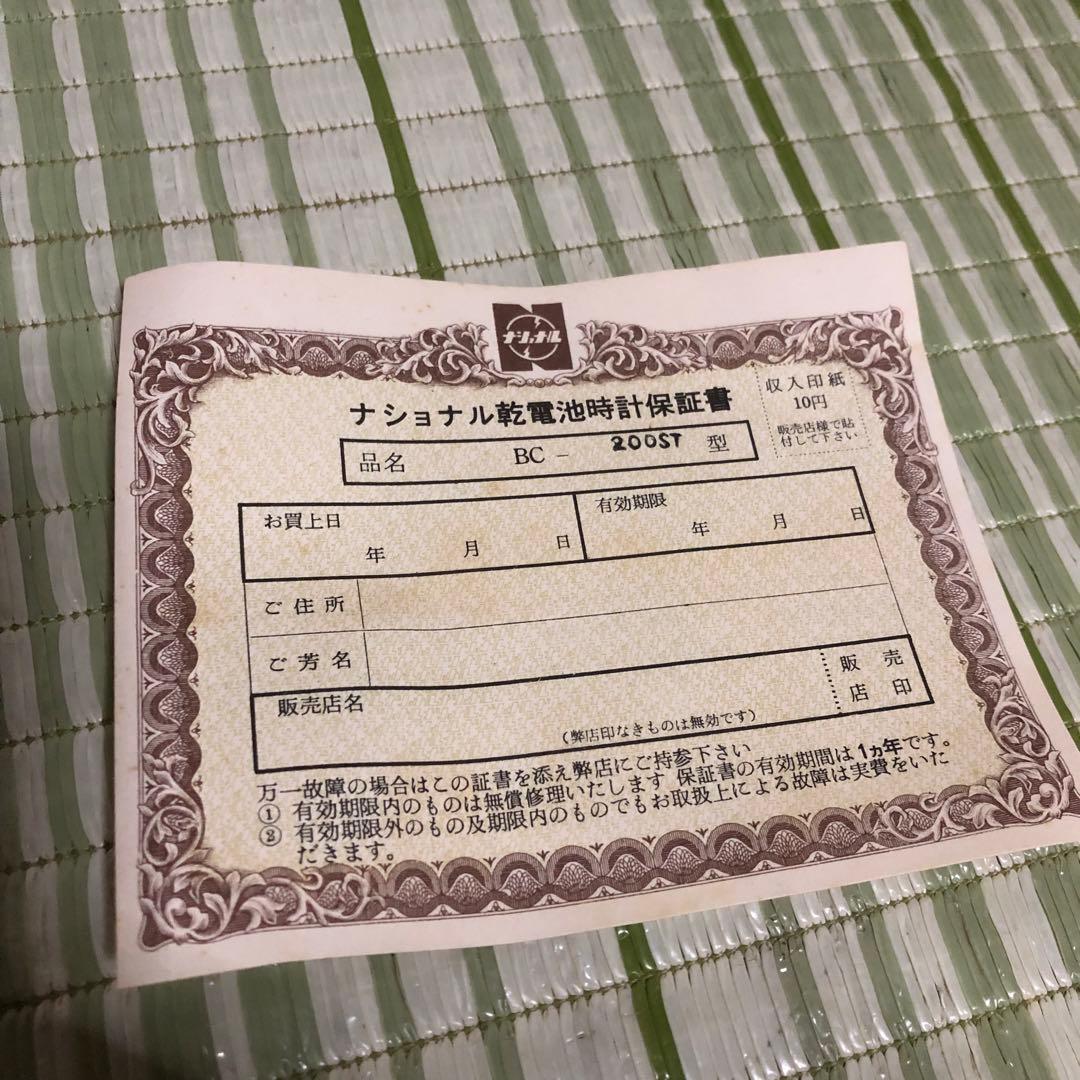 ナショナル
ナショナル乾電池時計保証書
収入印紙
10円
販売店様で貼
付して下さい
品名 BC - 200ST 型
お買上日
年 月 日
有効期限
年 月 日
ご住所
ご芳名
販売店名
(弊店印なきものは無効です)
販売
店印
万一故障の場合はこの証書を添え弊店にご持参下さい
① 有効期限内のものは無償修理いたします 保証書の有効期間は1ヵ年です。
② 有効期限外のもの及期限内のものでもお取扱上による故障は実費をいた
だきます。